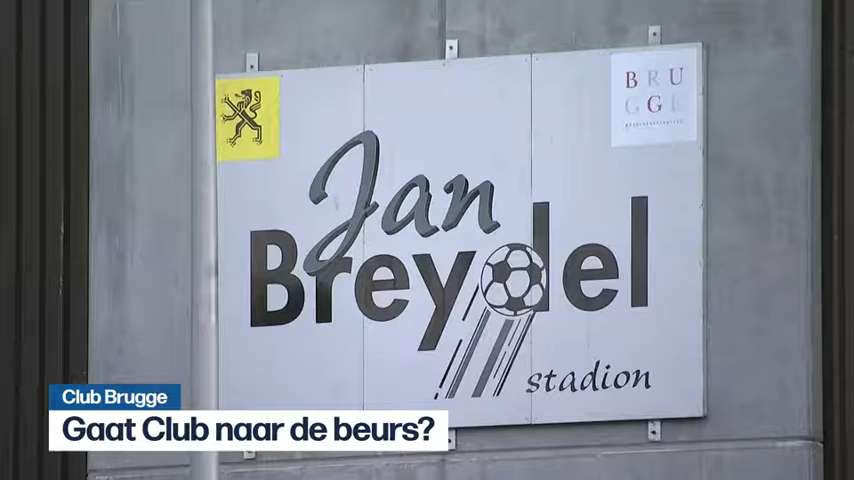 BRU
GGE
Jan
Breydel
stadion
Club Brugge
Gaat Club naar de beurs?